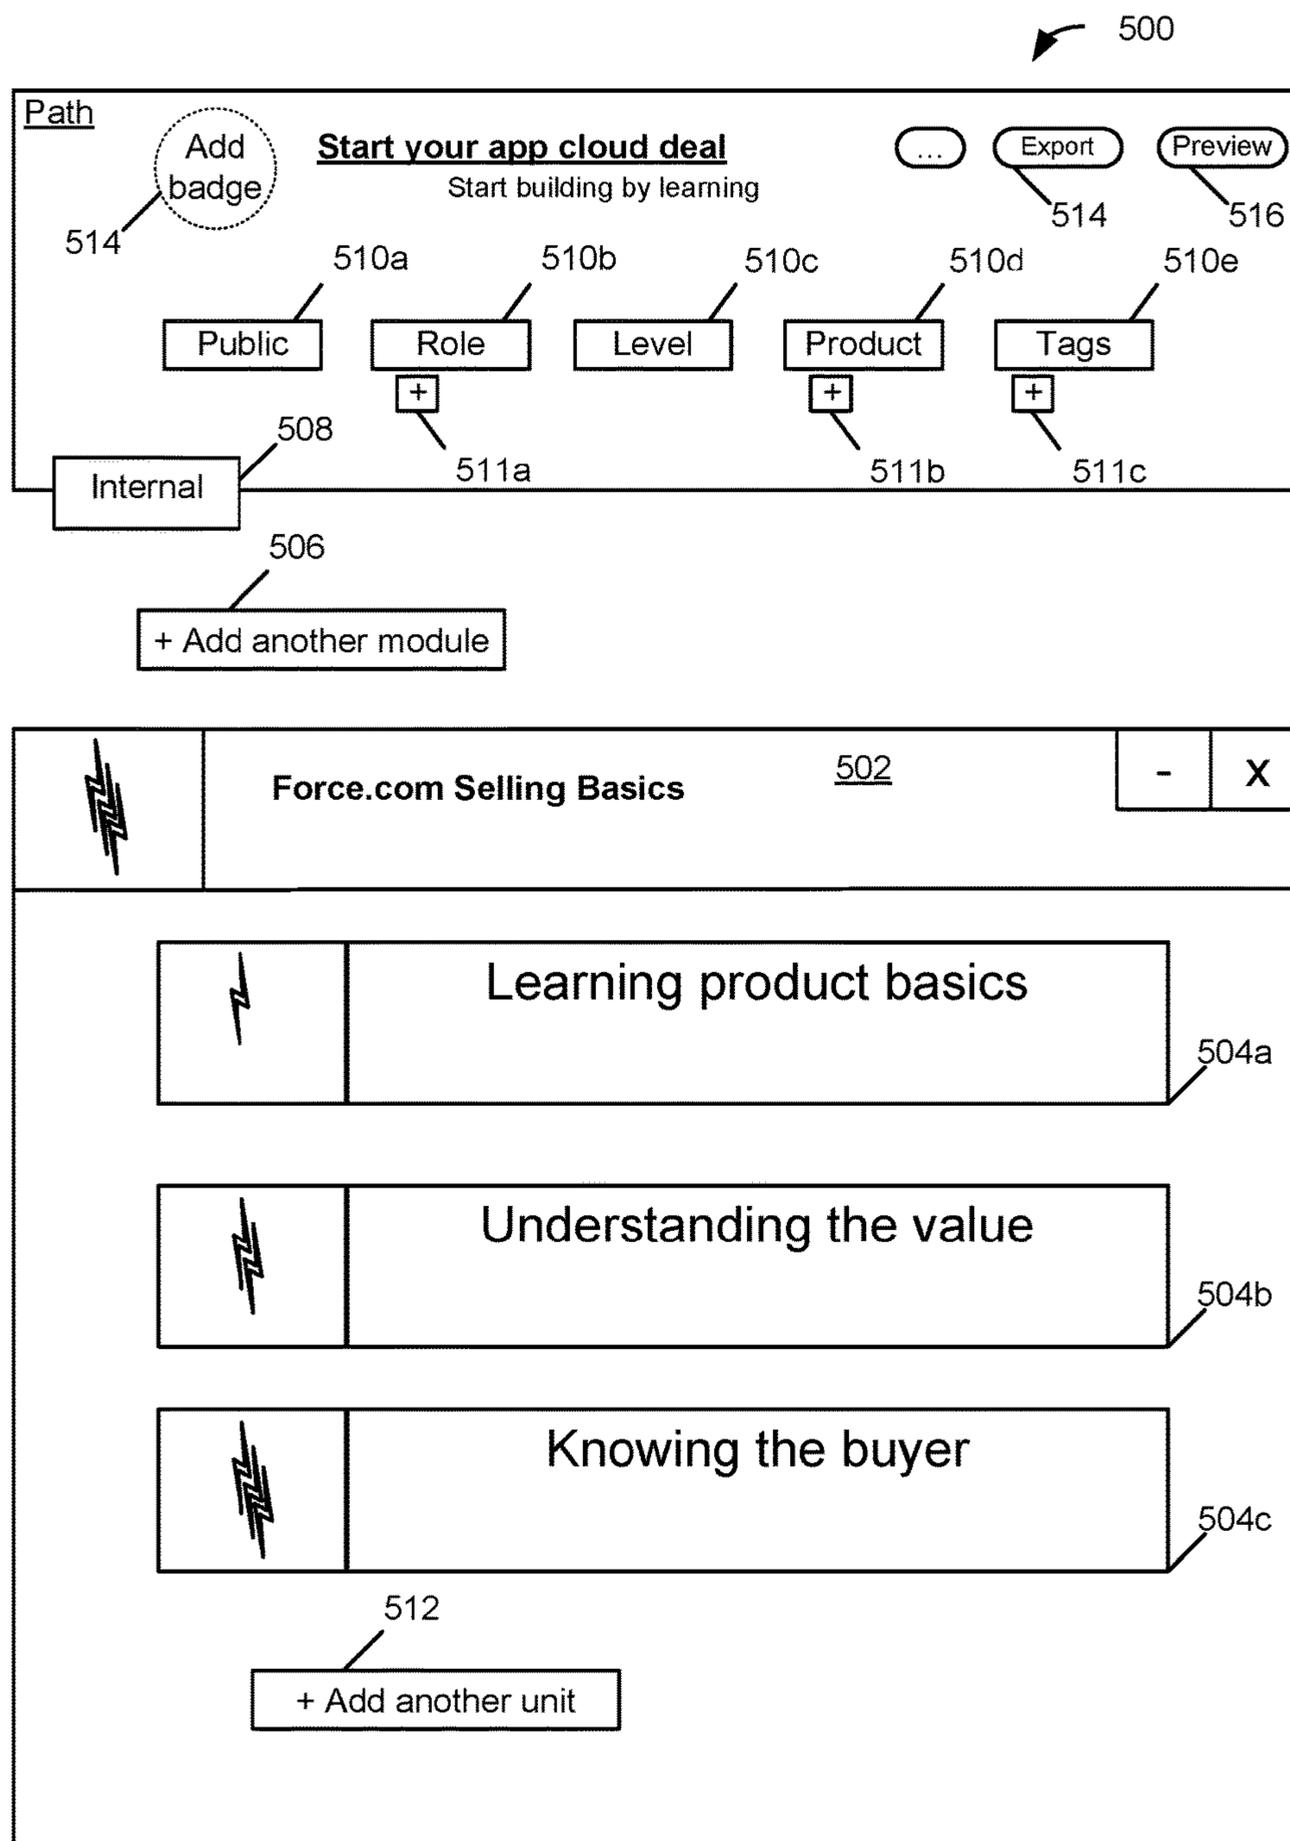 500
Path
Add
badge
Start your app cloud deal
Start building by learning
...
Export
Preview
514
514
516
510a
510b
510c
510d
510e
Public
Role
Level
Product
Tags
+
+
+
511a
511b
511c
508
Internal
506
+ Add another module
Force.com Selling Basics
502
-
X
Learning product basics
504a
Understanding the value
504b
Knowing the buyer
504c
512
+ Add another unit